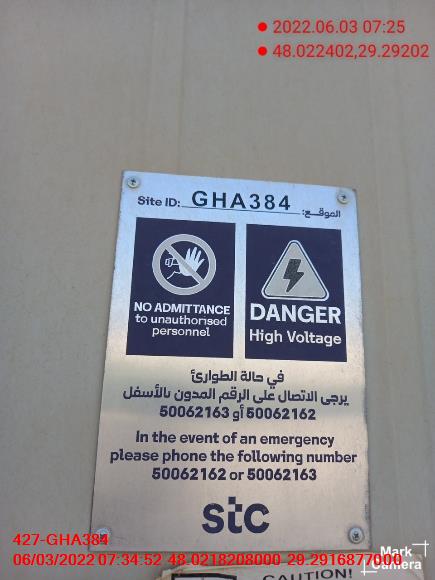 2022.06.03 07:25
48.022402,29.29202
Site ID: GHA384 الموقع:
NO ADMITTANCE
to unauthorised
personnel
DANGER
High Voltage
في حالة الطوارئ
يرجى الاتصال على الرقم المدون بالأسفل
50062162 أو 50062163
In the event of an emergency
please phone the following number
50062162 or 50062163
stc
427-GHA384
06/03/2022 07:34:52 48.0218208000 29.2916877000
Mark
Camera
CAUTION!